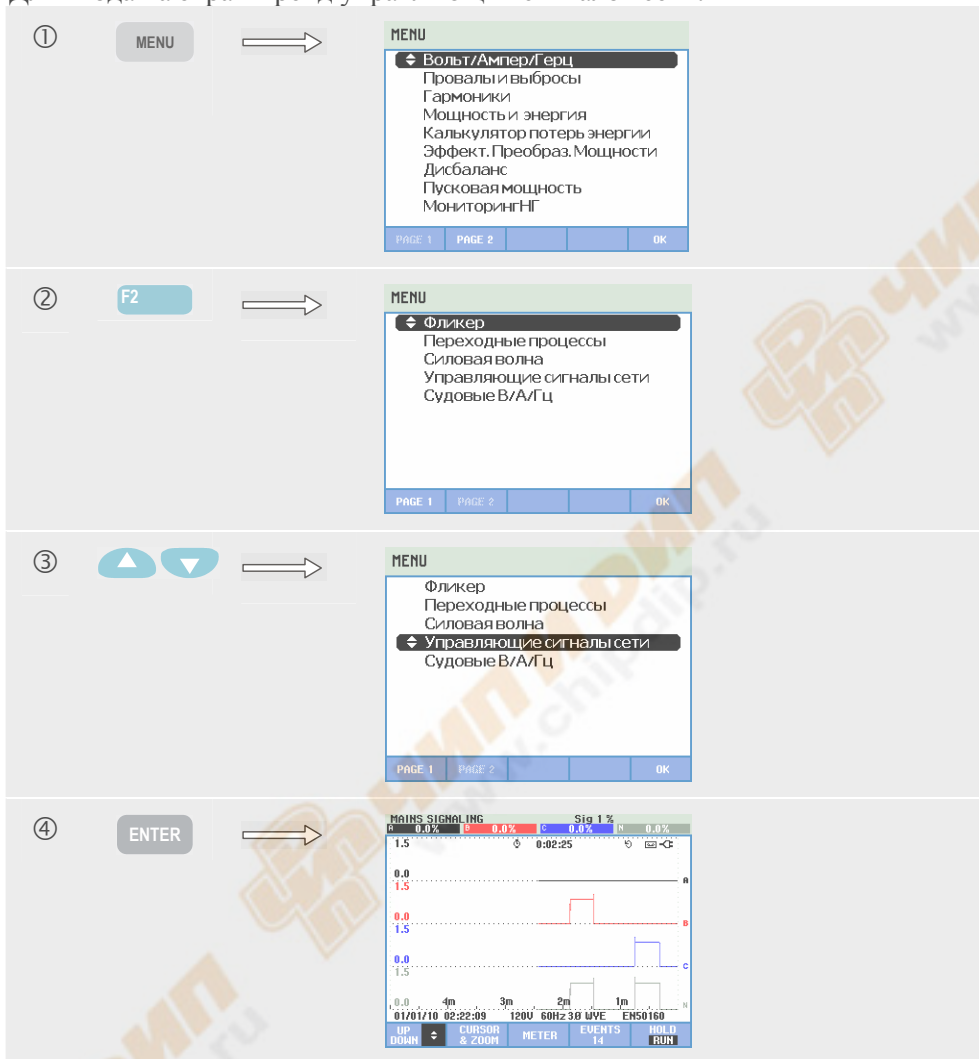 ①
MENU
MENU
Вольт/Ампер/Герц
Провалы и выбросы
Гармоники
Мощность и энергия
Калькулятор потерь энергии
Эффект. Преобраз. Мощности
Дисбаланс
Пусковая мощность
МониторингНГ
PAGE 1 PAGE 2 OK
②
F2
MENU
Фликер
Переходные процессы
Силовая волна
Управляющие сигналы сети
Судовые В/А/Гц
PAGE 1 PAGE 2 OK
③
MENU
Фликер
Переходные процессы
Силовая волна
Управляющие сигналы сети
Судовые В/А/Гц
PAGE 1 PAGE 2 OK
④
ENTER
MAINS SIGNALING Sig 1 %
A 0.0% B 0.0% C 0.0% N 0.0%
1.5 0:02:25
0.0 A
1.5
0.0 B
1.5
0.0 C
1.5
0.0 4m 3m 2m 1m N
01/01/10 02:22:09 120V 60Hz 3Ø WYE EN50160
UP DOWN CURSOR & ZOOM METER EVENTS 14 HOLD RUN
ЧИП И ДИП
www.chipdip.ru